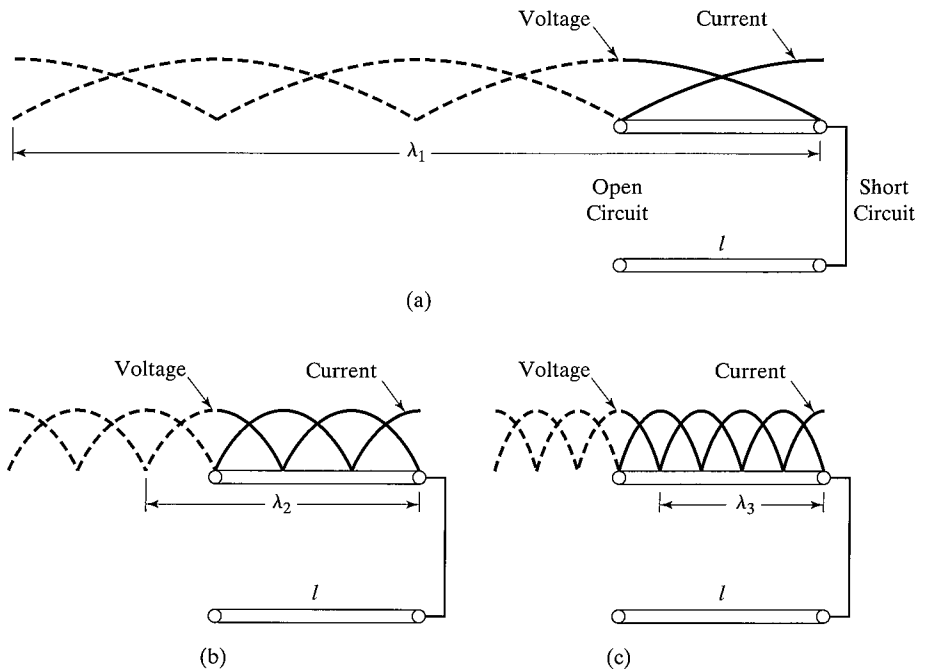 Voltage
Current
λ₁
Open
Circuit
Short
Circuit
l
(a)
Voltage
Current
Voltage
Current
λ₂
λ₃
l
l
(b)
(c)